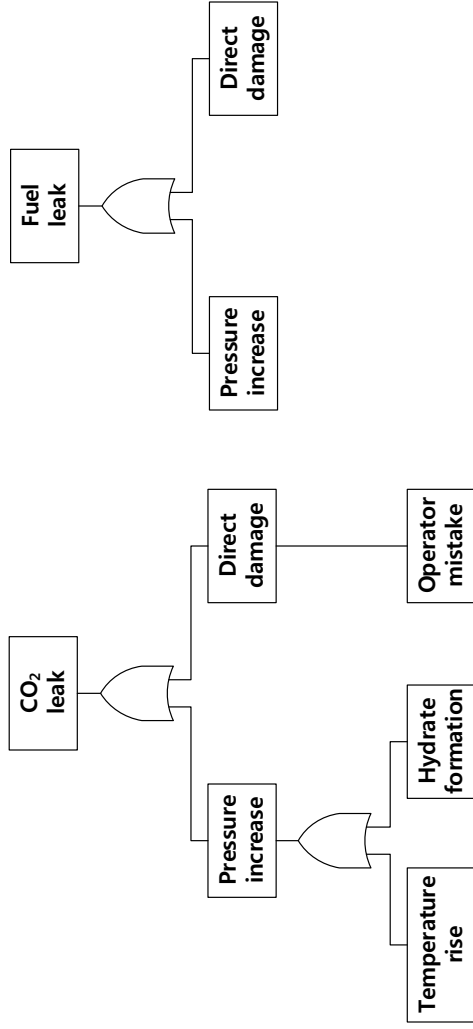 CO₂
leak
Pressure
increase
Direct
damage
Temperature
rise
Hydrate
formation
Operator
mistake
Fuel
leak
Pressure
increase
Direct
damage